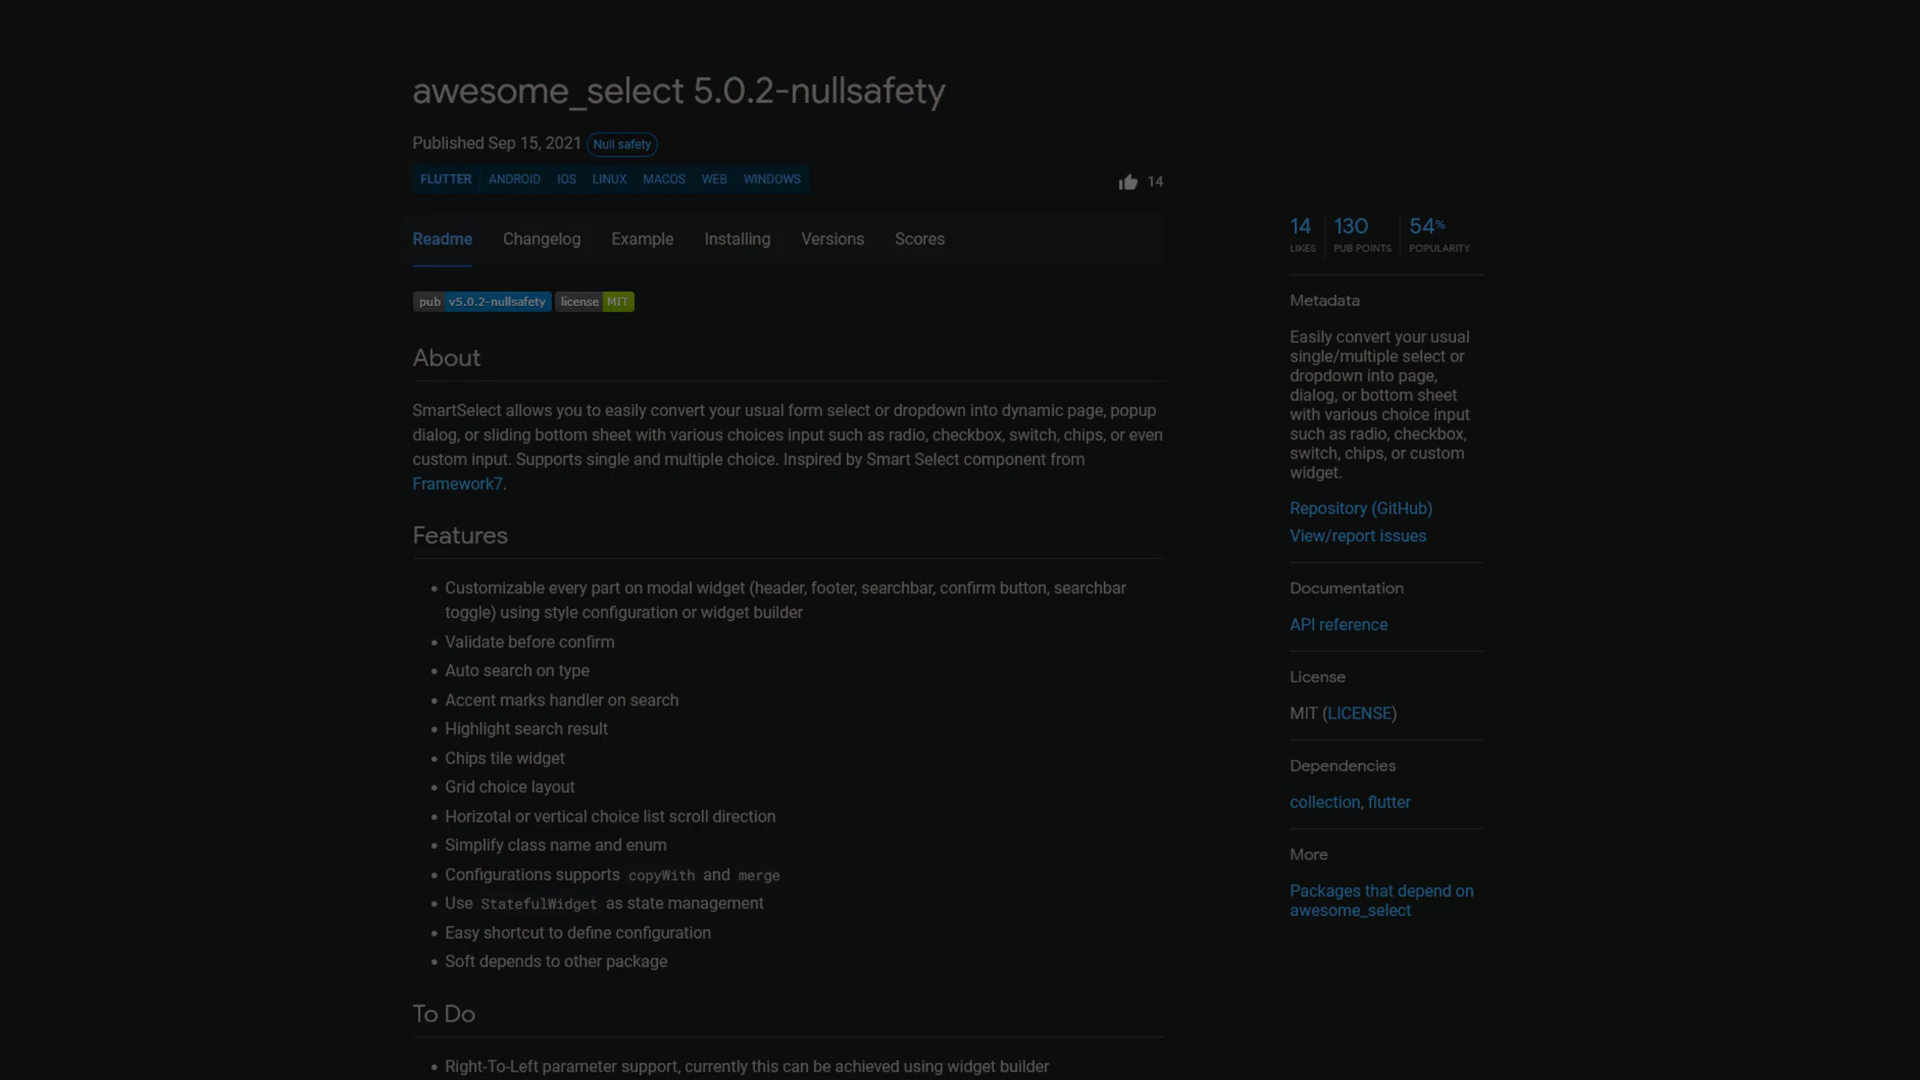 awesome_select 5.0.2-nullsafety
Published Sep 15, 2021 Null safety
FLUTTER ANDROID IOS LINUX MACOS WEB WINDOWS
14
Readme Changelog Example Installing Versions Scores
pub v5.0.2-nullsafety license MIT
About
SmartSelect allows you to easily convert your usual form select or dropdown into dynamic page, popup
dialog, or sliding bottom sheet with various choices input such as radio, checkbox, switch, chips, or even
custom input. Supports single and multiple choice. Inspired by Smart Select component from
Framework7.
Features
• Customizable every part on modal widget (header, footer, searchbar, confirm button, searchbar
toggle) using style configuration or widget builder
• Validate before confirm
• Auto search on type
• Accent marks handler on search
• Highlight search result
• Chips tile widget
• Grid choice layout
• Horizotal or vertical choice list scroll direction
• Simplify class name and enum
• Configurations supports copyWith and merge
• Use StatefulWidget as state management
• Easy shortcut to define configuration
• Soft depends to other package
To Do
• Right-To-Left parameter support, currently this can be achieved using widget builder
14 130 54%
LIKES PUB POINTS POPULARITY
Metadata
Easily convert your usual
single/multiple select or
dropdown into page,
dialog, or bottom sheet
with various choice input
such as radio, checkbox,
switch, chips, or custom
widget.
Repository (GitHub)
View/report issues
Documentation
API reference
License
MIT (LICENSE)
Dependencies
collection, flutter
More
Packages that depend on
awesome_select